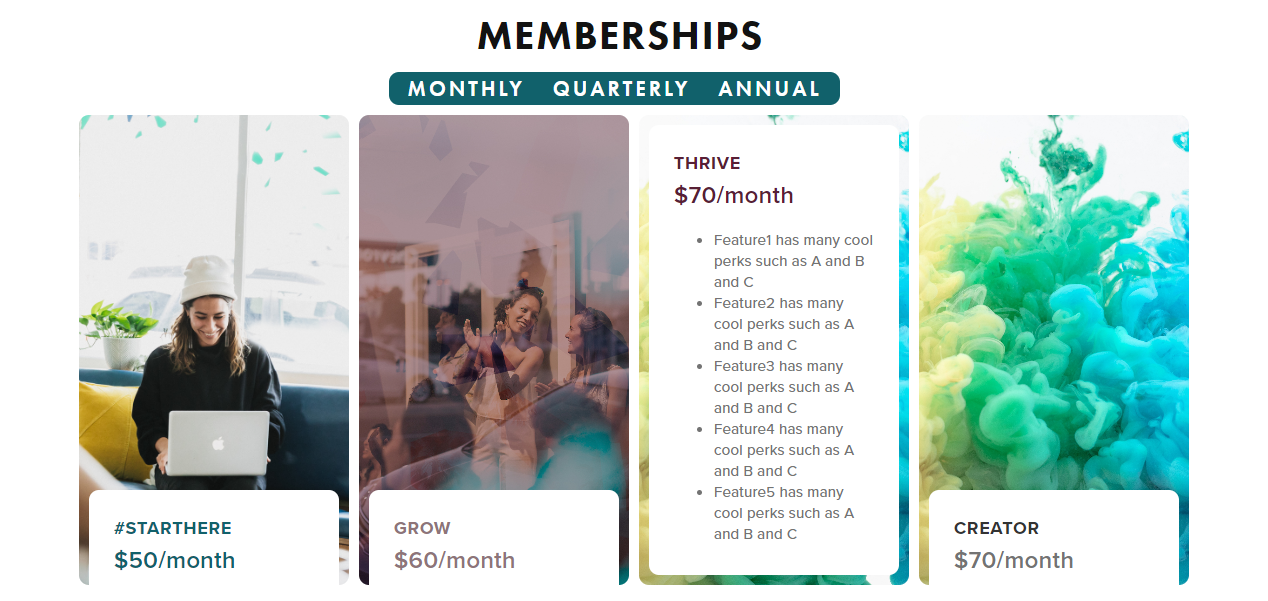 MEMBERSHIPS
MONTHLY QUARTERLY ANNUAL
#STARTHERE
$50/month
GROW
$60/month
THRIVE
$70/month
• Feature1 has many cool
perks such as A and B
and C
• Feature2 has many
cool perks such as A
and B and C
• Feature3 has many
cool perks such as A
and B and C
• Feature4 has many
cool perks such as A
and B and C
• Feature5 has many
cool perks such as A
and B and C
CREATOR
$70/month